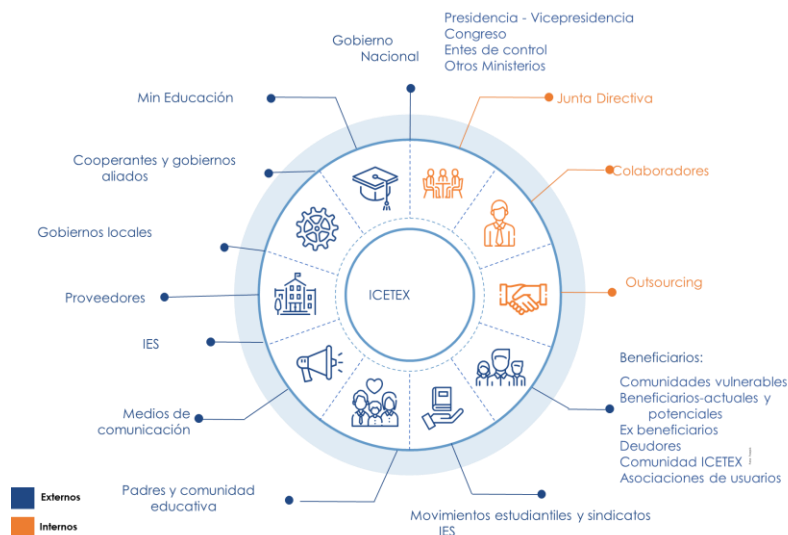 Presidencia - Vicepresidencia
Congreso
Entes de control
Otros Ministerios
Gobierno
Nacional
Min Educación
Junta Directiva
Cooperantes y gobiernos
aliados
Colaboradores
Gobiernos locales
Outsourcing
Proveedores
ICETEX
IES
Beneficiarios:
Comunidades vulnerables
Beneficiarios-actuales y
potenciales
Ex beneficiarios
Deudores
Comunidad ICETEX
Asociaciones de usuarios
Medios de
comunicación
Padres y comunidad
educativa
Movimientos estudiantiles y sindicatos
IES
Externos
Internos